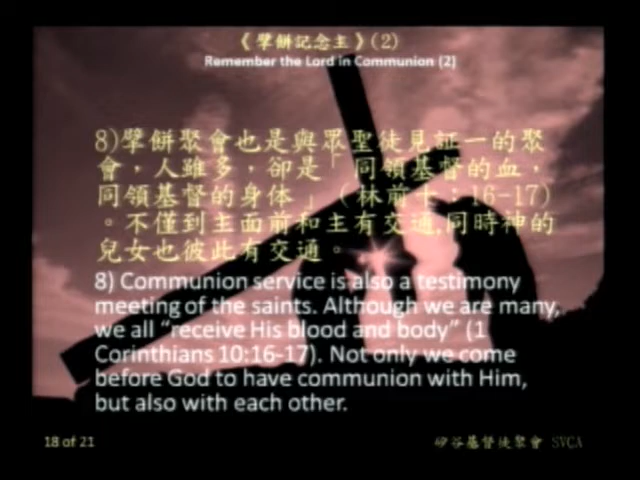 《擘餅記念主》(2)
Remember the Lord in Communion (2)
8)擘餅聚會也是與眾聖徒見証一的聚
會，人雖多，卻是「同領基督的血，
同領基督的身体」（林前十：16-17)
。不僅到主面前和主有交通,同時神的
兒女也彼此有交通。
8) Communion service is also a testimony
meeting of the saints. Although we are many,
we all “receive His blood and body” (1
Corinthians 10:16-17). Not only we come
before God to have communion with Him,
but also with each other.
18 of 21
矽谷基督徒聚會 SVCA